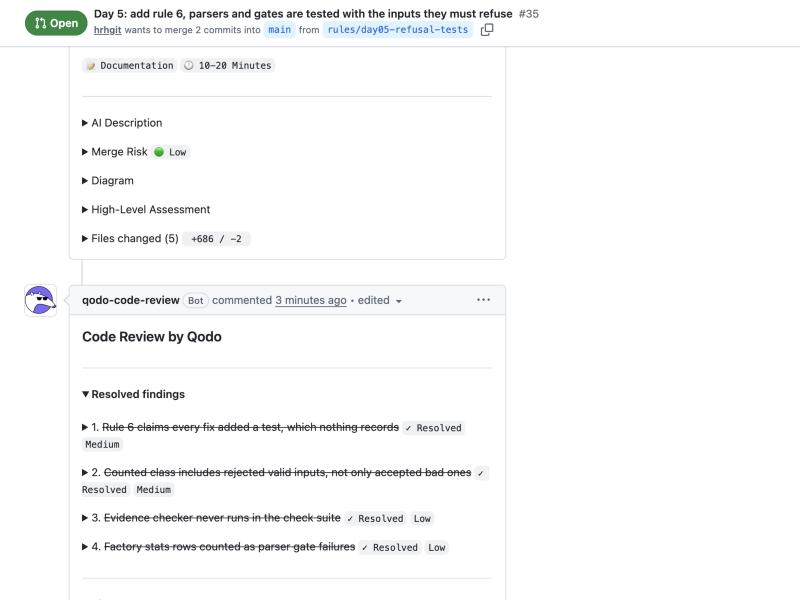 Open
Day 5: add rule 6, parsers and gates are tested with the inputs they must refuse #35
hrhgit wants to merge 2 commits into main from rules/day05-refusal-tests
Documentation 10-20 Minutes
AI Description
Merge Risk Low
Diagram
High-Level Assessment
Files changed (5) +686 / -2
qodo-code-review Bot commented 3 minutes ago • edited
Code Review by Qodo
Resolved findings
1. Rule 6 claims every fix added a test, which nothing records ✓ Resolved
Medium
2. Counted class includes rejected valid inputs, not only accepted bad ones ✓
Resolved Medium
3. Evidence checker never runs in the check suite ✓ Resolved Low
4. Factory stats rows counted as parser gate failures ✓ Resolved Low